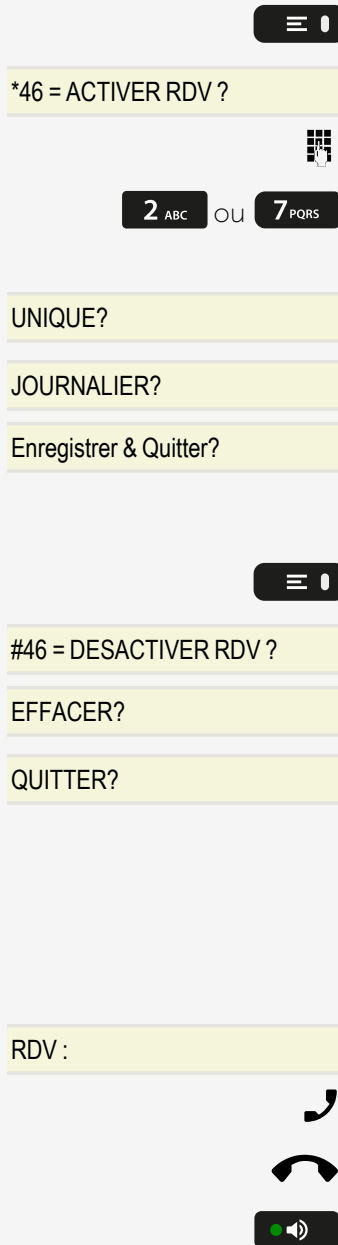 *46 = ACTIVER RDV ?
2 ABC ou 7 PQRS
UNIQUE?
JOURNALIER?
Enregistrer & Quitter?
#46 = DESACTIVER RDV ?
EFFACER?
QUITTER?
RDV :